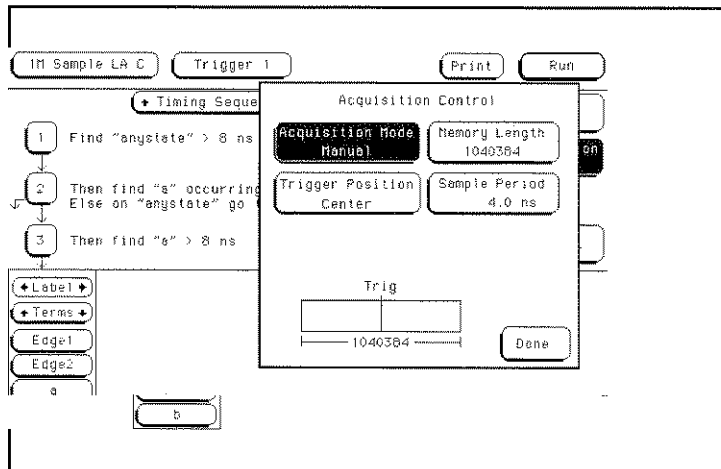 1M Sample LA C
Trigger 1
Print
Run
Timing Seque
Acquisition Control
Acquisition Mode
Manual
Memory Length
1040384
on
Trigger Position
Center
Sample Period
4.0 ns
1
Find "anystate" > 8 ns
2
Then find "a" occurring
Else on "anystate" go
3
Then find "a" > 8 ns
Label
Terms
Edge1
Edge2
a
b
Trig
1040384
Done